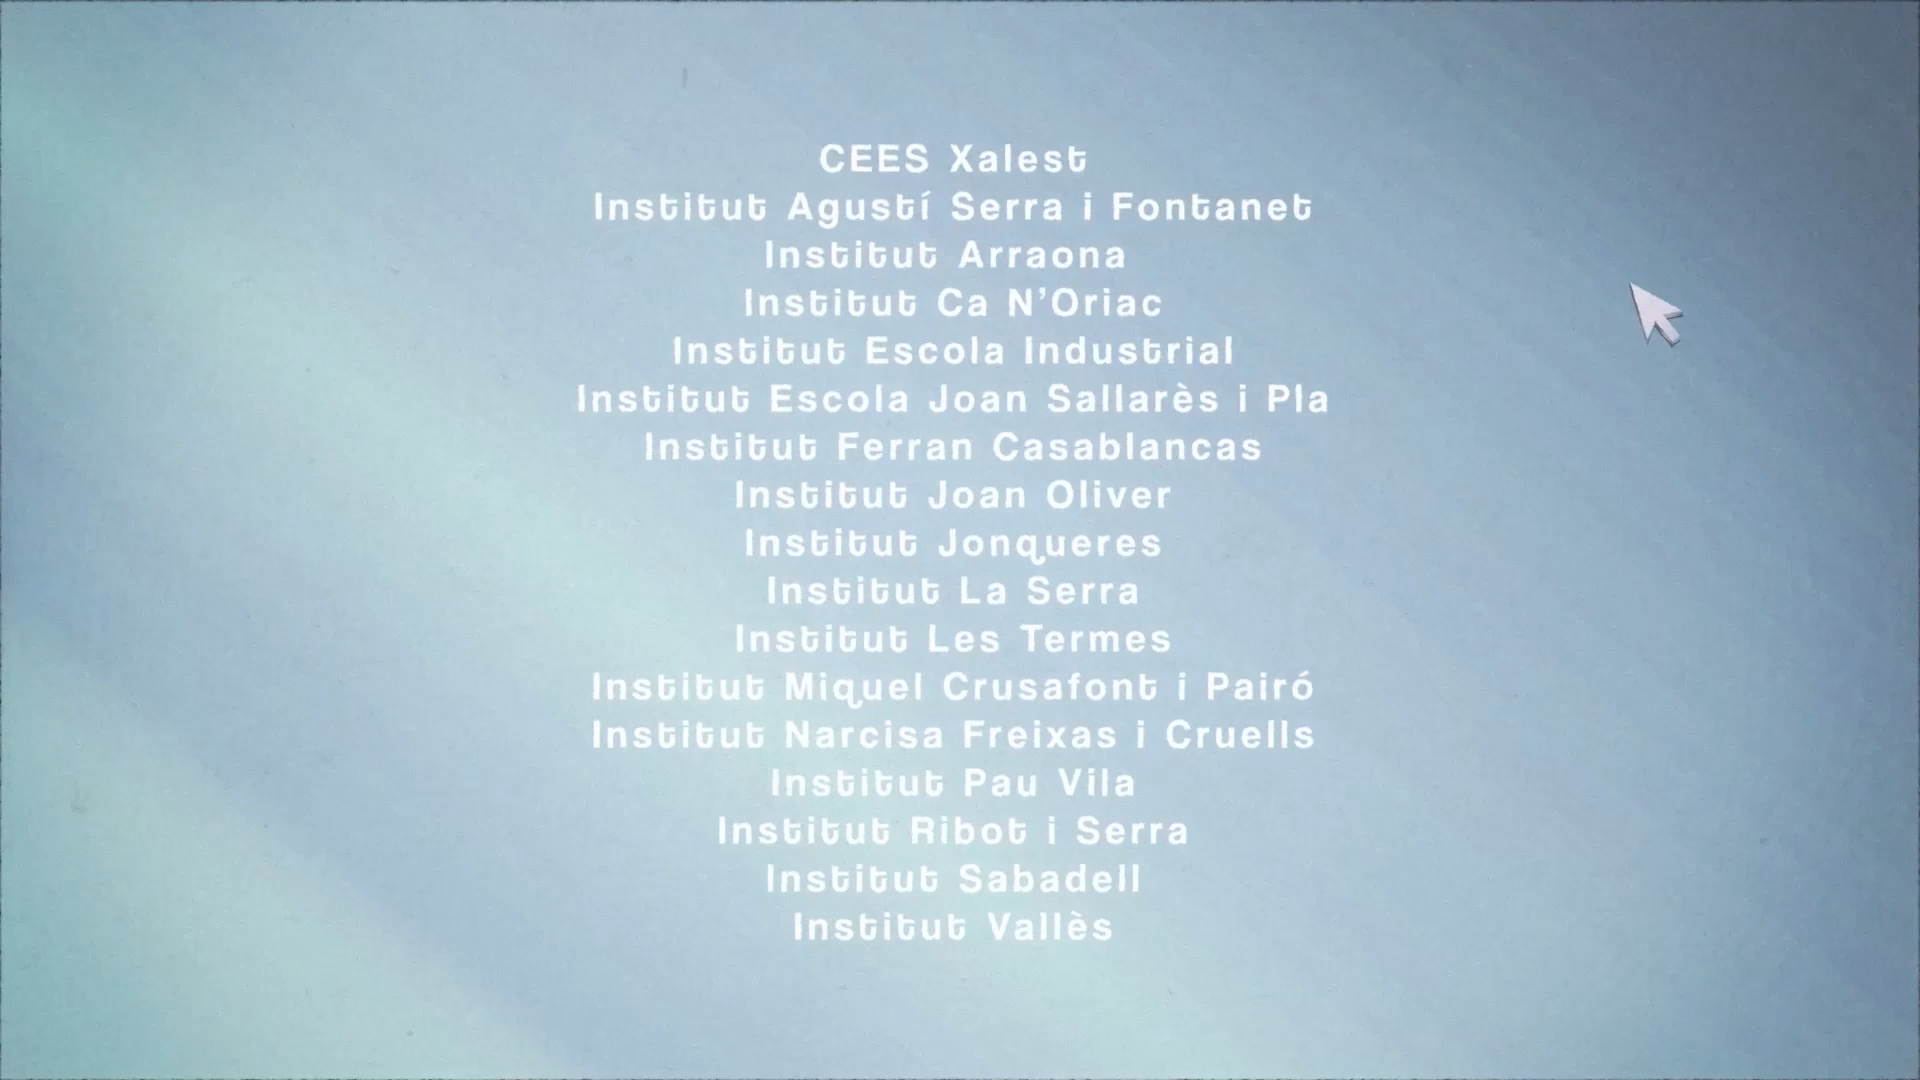 CEES Xalest
Institut Agustí Serra i Fontanet
Institut Arraona
Institut Ca N'Oriac
Institut Escola Industrial
Institut Escola Joan Sallarès i Pla
Institut Ferran Casablancas
Institut Joan Oliver
Institut Jonqueres
Institut La Serra
Institut Les Termes
Institut Miquel Crusafont i Pairó
Institut Narcisa Freixas i Cruells
Institut Pau Vila
Institut Ribot i Serra
Institut Sabadell
Institut Vallès